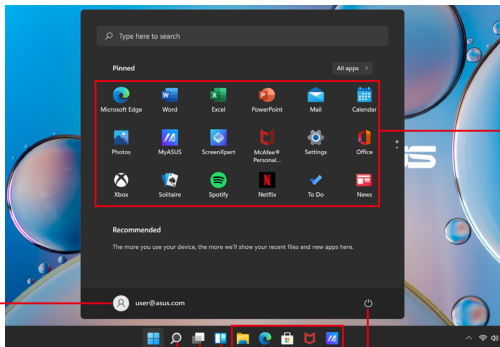 Type here to search
Pinned
All apps >
Microsoft Edge
Word
Excel
PowerPoint
Mail
Calendar
Photos
MyASUS
ScreenXpert
McAfee®
Personal...
Settings
Office
Xbox
Solitaire
Spotify
Netflix
To Do
News
Recommended
The more you use your device, the more we'll show your recent files and new apps here.
user@asus.com